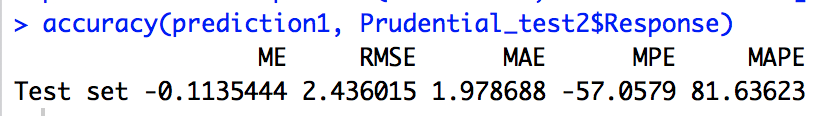 > accuracy(prediction1, Prudential_test2$Response)
ME RMSE MAE MPE MAPE
Test set -0.1135444 2.436015 1.978688 -57.0579 81.63623